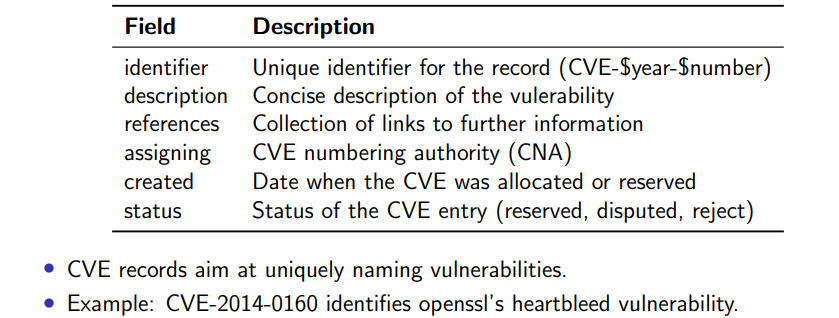 Field Description
identifier Unique identifier for the record (CVE-$year-$number)
description Concise description of the vulerability
references Collection of links to further information
assigning CVE numbering authority (CNA)
created Date when the CVE was allocated or reserved
status Status of the CVE entry (reserved, disputed, reject)
• CVE records aim at uniquely naming vulnerabilities.
• Example: CVE-2014-0160 identifies openssl's heartbleed vulnerability.